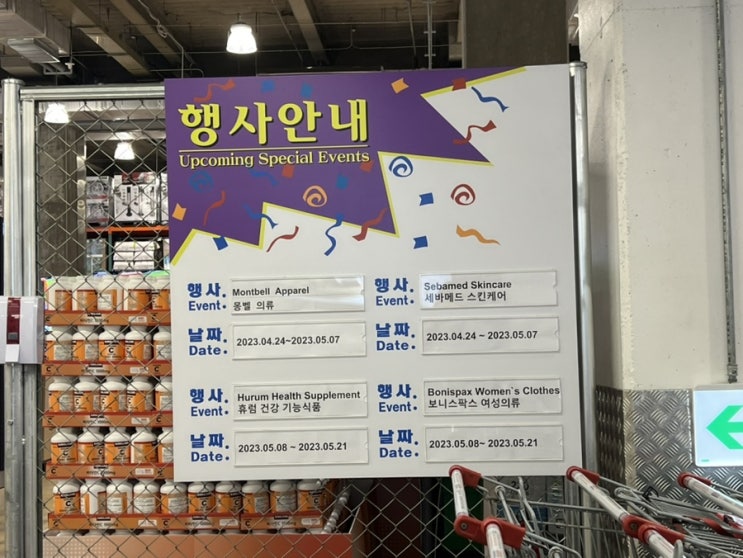 행사안내
Upcoming Special Events
행사.
Event.
Montbell Apparel
몽벨 의류
날짜.
Date.
2023.04.24~2023.05.07
행사.
Event.
Sebamed Skincare
세바메드 스킨케어
날짜.
Date.
2023.04.24 ~ 2023.05.07
행사.
Event.
Hurum Health Supplement
휴럼 건강 기능식품
날짜.
Date.
2023.05.08 ~ 2023.05.21
행사.
Event.
Bonispax Women`s Clothes
보니스팍스 여성의류
날짜.
Date.
2023.05.08~ 2023.05.21